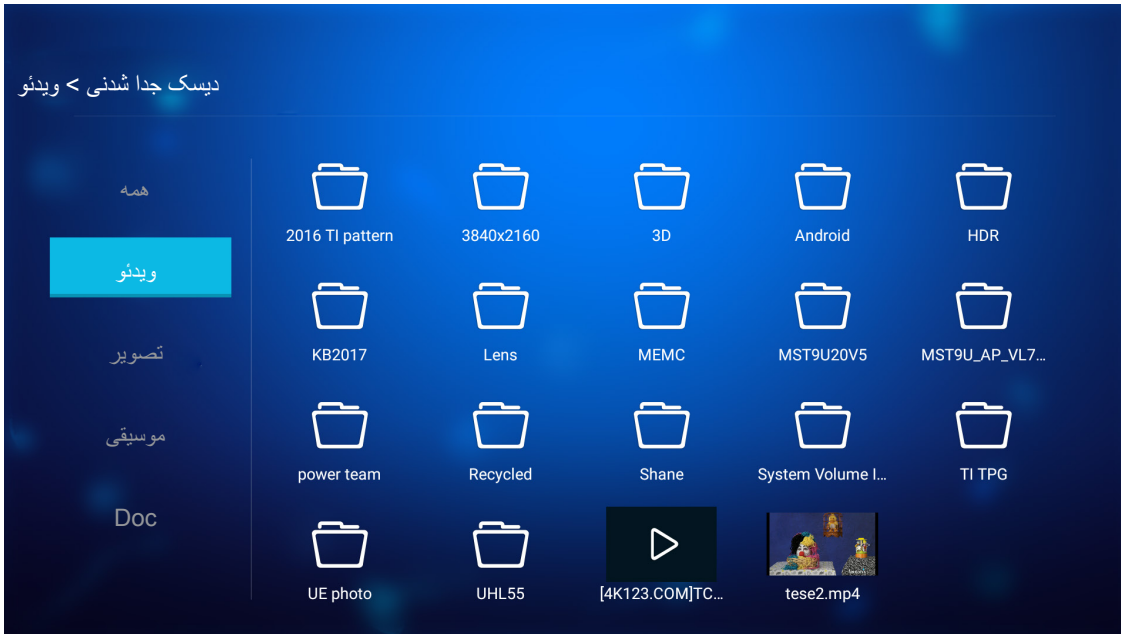 دیسک جدا شدنی > ویدئو
همه
ویدئو
تصویر
موسیقی
Doc
2016 TI pattern
3840x2160
3D
Android
HDR
KB2017
Lens
MEMC
MST9U20V5
MST9U_AP_VL7...
power team
Recycled
Shane
System Volume I...
TI TPG
UE photo
UHL55
[4K123.COM]TC...
tese2.mp4